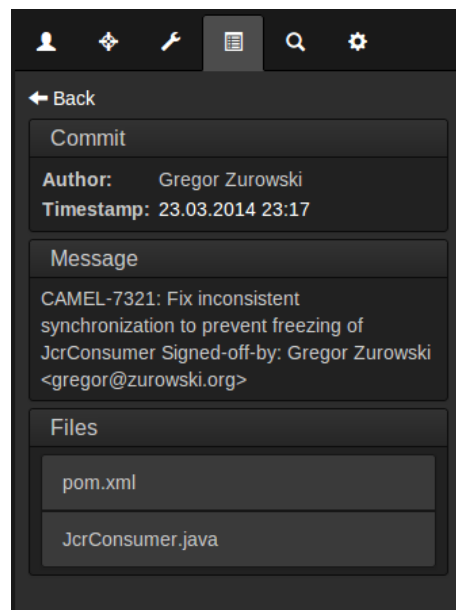 Back
Commit
Author: Gregor Zurowski
Timestamp: 23.03.2014 23:17
Message
CAMEL-7321: Fix inconsistent
synchronization to prevent freezing of
JcrConsumer Signed-off-by: Gregor Zurowski
<gregor@zurowski.org>
Files
pom.xml
JcrConsumer.java